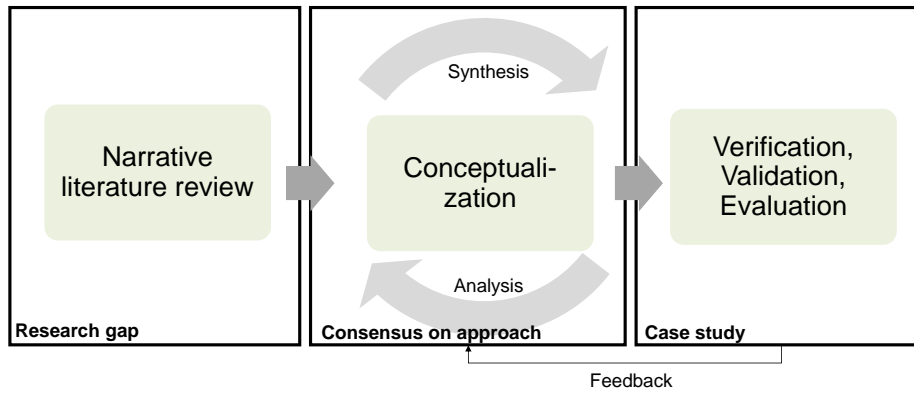 Narrative
literature review
Research gap
Synthesis
Conceptuali-
zation
Analysis
Consensus on approach
Verification,
Validation,
Evaluation
Case study
Feedback